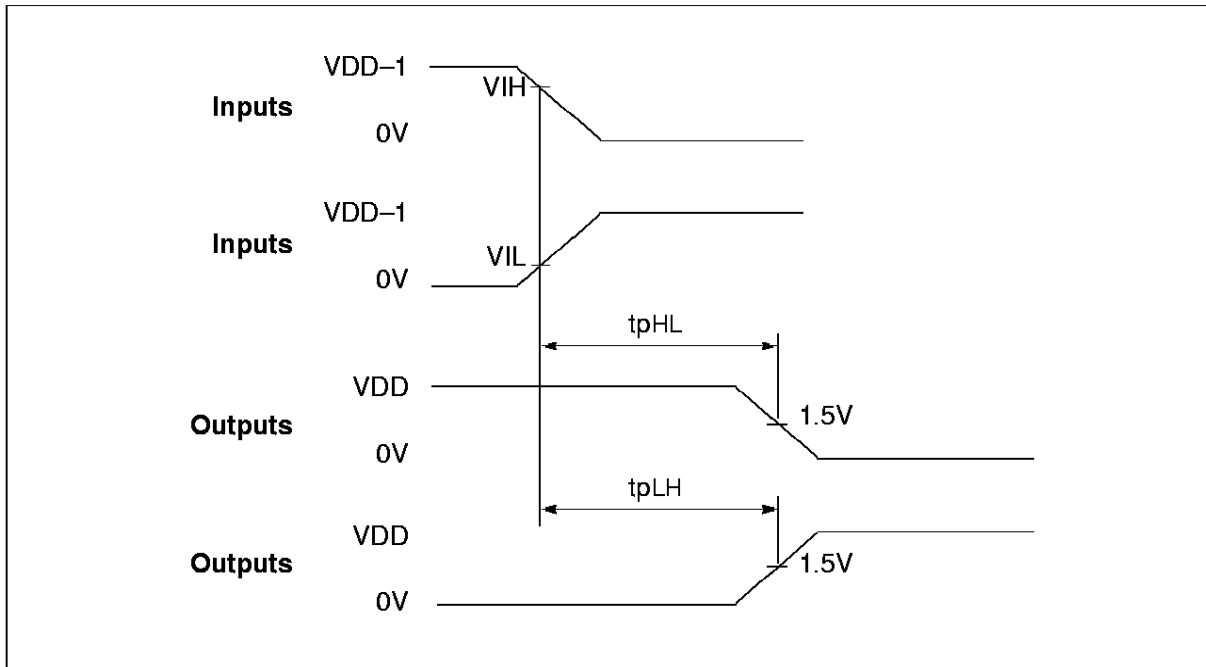 VDD–1
VIH
Inputs
0V
VDD–1
Inputs
VIL
0V
tpHL
VDD
1.5V
Outputs
0V
tpLH
VDD
Outputs
1.5V
0V